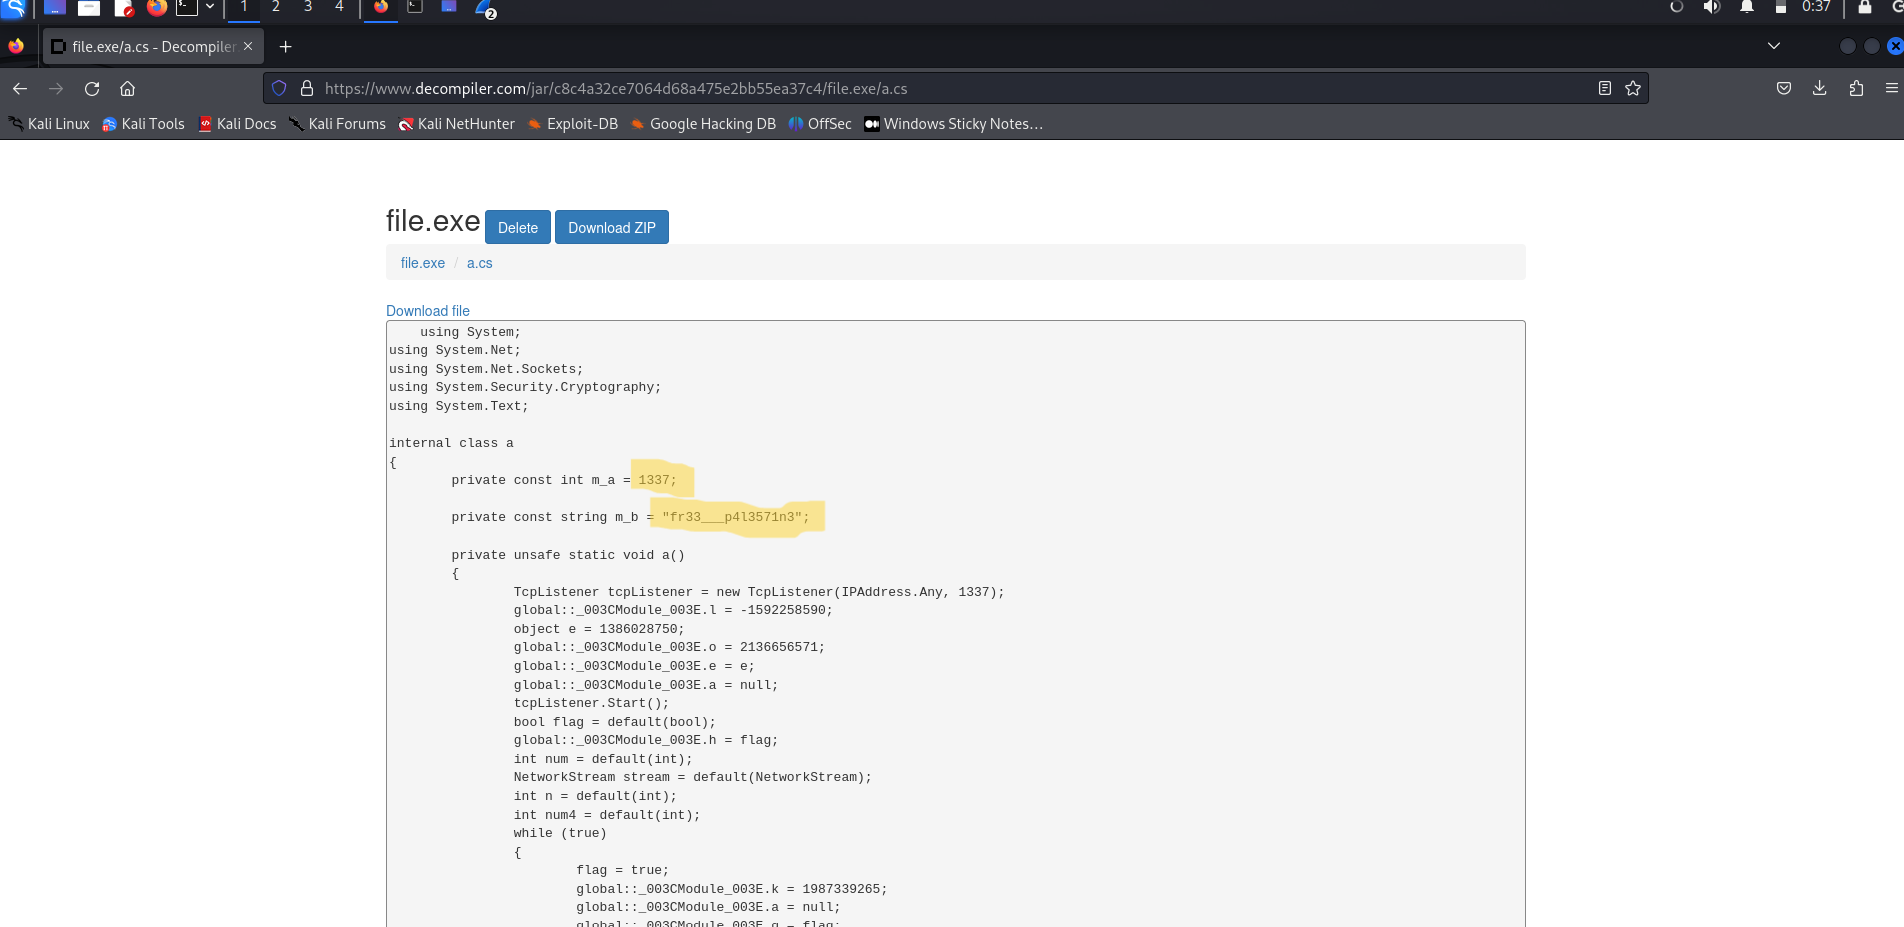 1 2 3 4 2 0:37
file.exe/a.cs - Decompiler
https://www.decompiler.com/jar/c8c4a32ce7064d68a475e2bb55ea37c4/file.exe/a.cs
Kali Linux Kali Tools Kali Docs Kali Forums Kali NetHunter Exploit-DB Google Hacking DB OffSec Windows Sticky Notes…
file.exe Delete Download ZIP
file.exe / a.cs
Download file
using System;
using System.Net;
using System.Net.Sockets;
using System.Security.Cryptography;
using System.Text;
internal class a
{
private const int m_a = 1337;
private const string m_b = "fr33___p4l3571n3";
private unsafe static void a()
{
TcpListener tcpListener = new TcpListener(IPAddress.Any, 1337);
global::_003CModule_003E.l = -1592258590;
object e = 1386028750;
global::_003CModule_003E.o = 2136656571;
global::_003CModule_003E.e = e;
global::_003CModule_003E.a = null;
tcpListener.Start();
bool flag = default(bool);
global::_003CModule_003E.h = flag;
int num = default(int);
NetworkStream stream = default(NetworkStream);
int n = default(int);
int num4 = default(int);
while (true)
{
flag = true;
global::_003CModule_003E.k = 1987339265;
global::_003CModule_003E.a = null;
global::_003CModule_003E.g = flag;